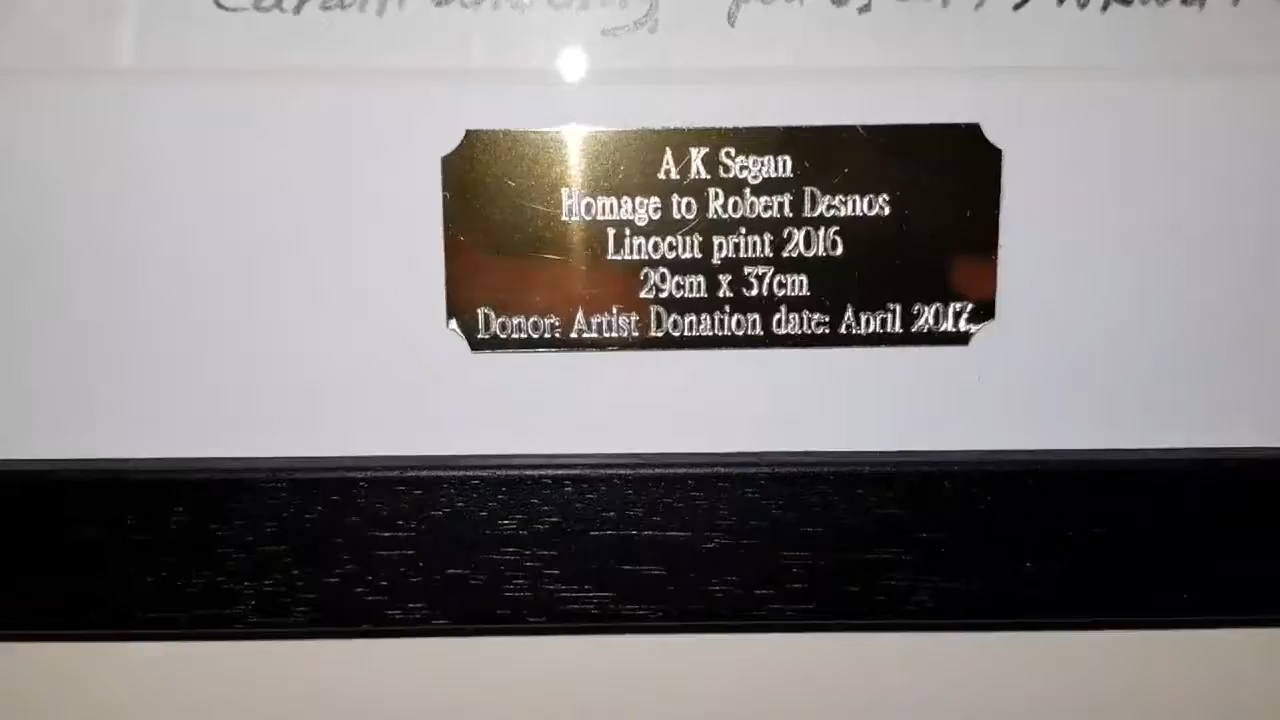 A K Segan
Homage to Robert Desnos
Linocut print 2016
29cm x 37cm
Donor: Artist Donation date: April 2017